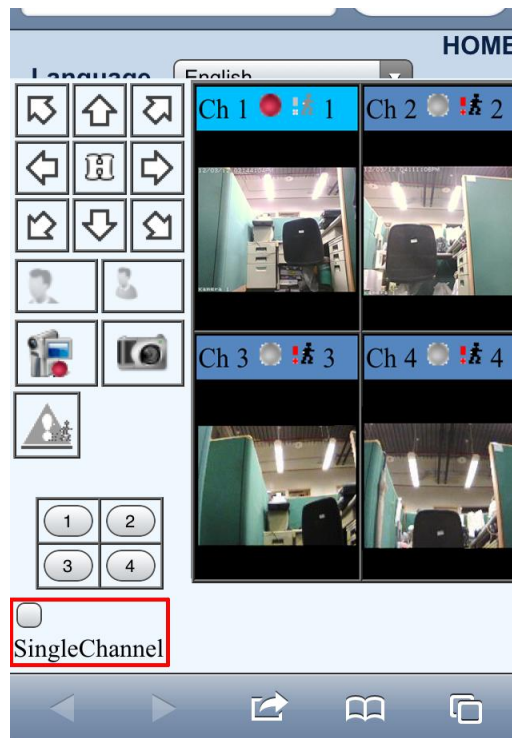 HOME
Language English
H
Ch 1 1
Ch 2 2
Ch 3 3
Ch 4 4
1 2
3 4
SingleChannel